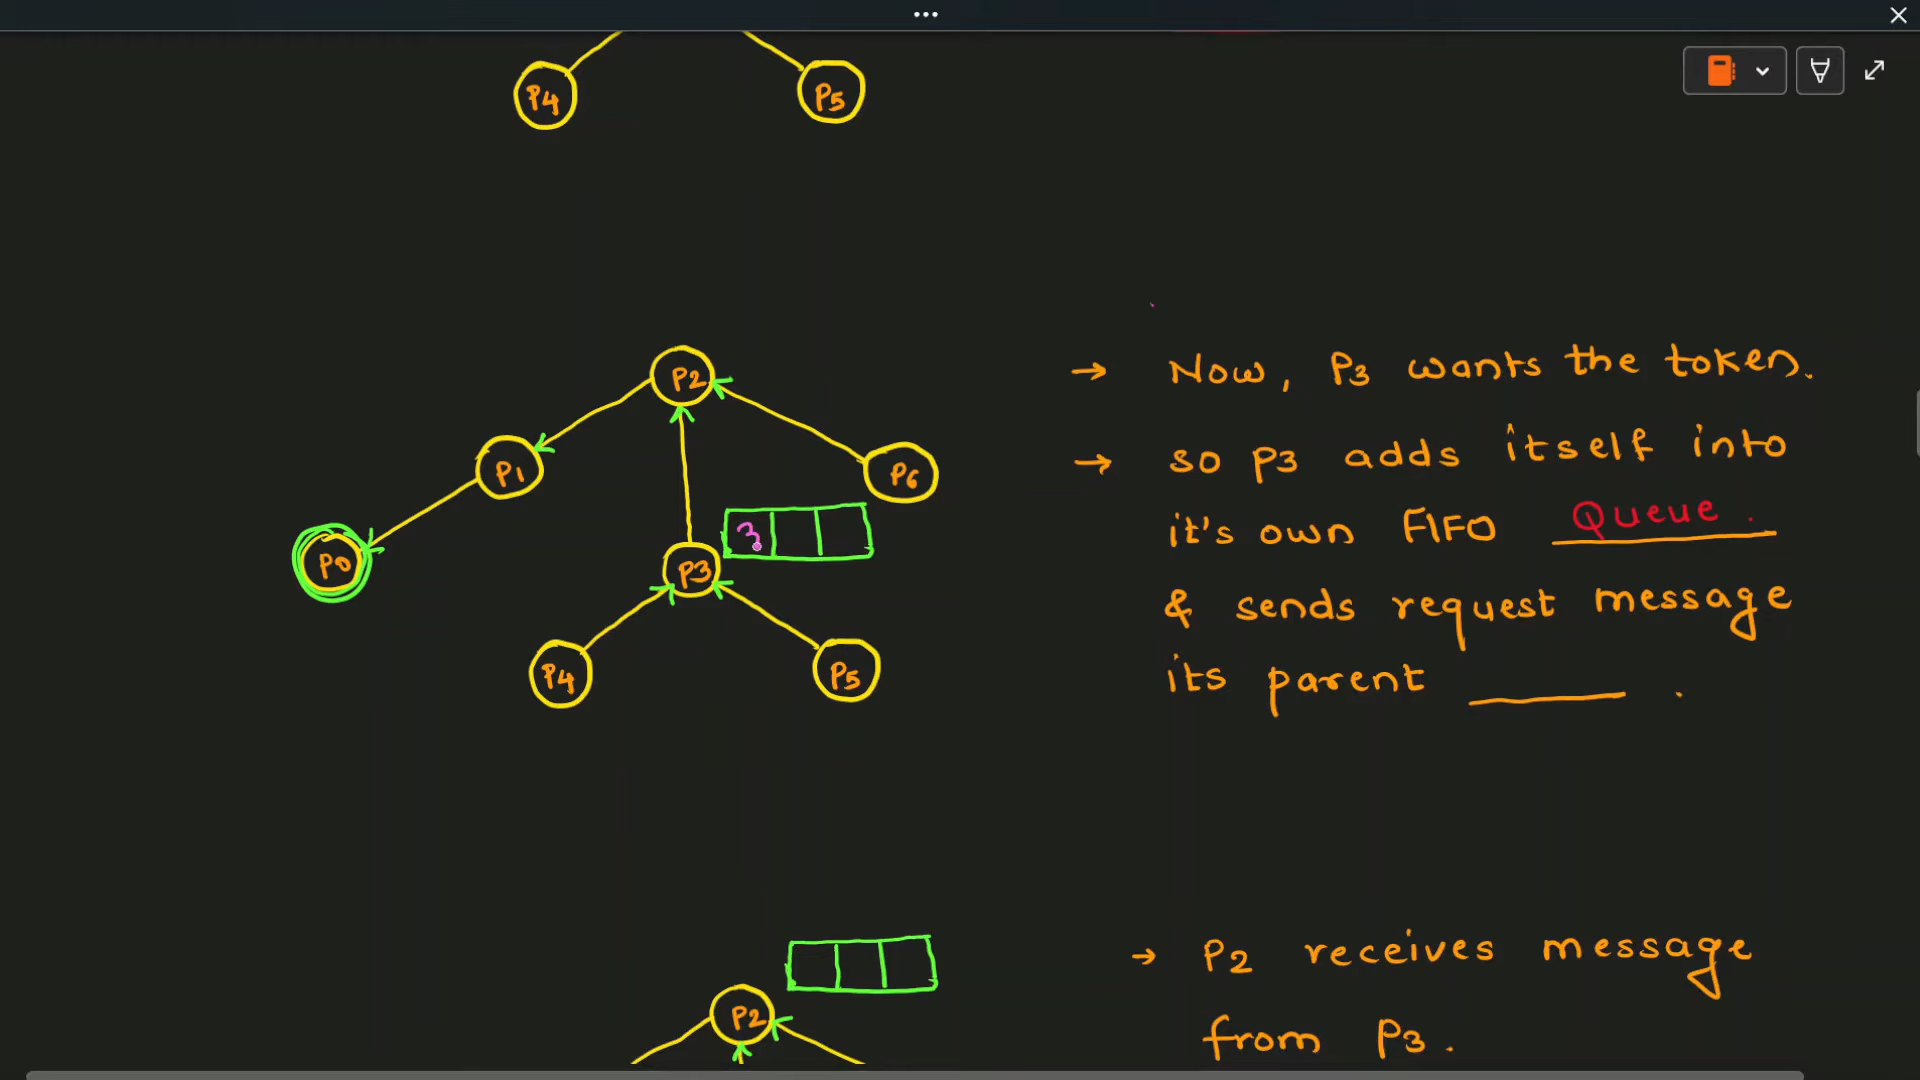 P4
P5
P2
P1
P6
P0
3
P3
P4
P5
→ Now, P3 wants the token.
→ so P3 adds itself into
it's own FIFO Queue.
& sends request message
its parent ______ .
P2
→ P2 receives message
from P3.